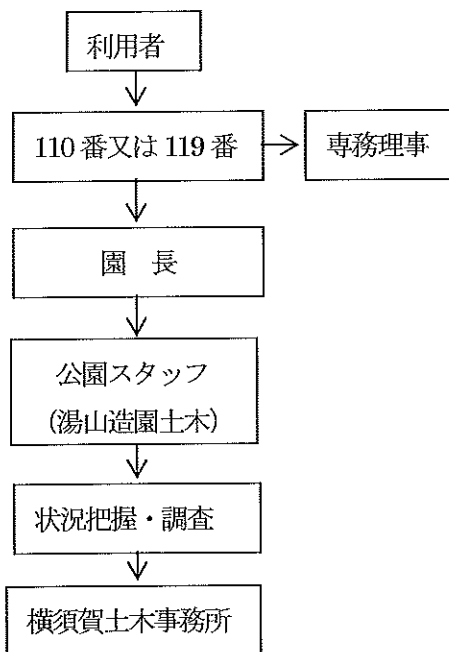 利用者
110番又は119番
専務理事
園　長
公園スタッフ
(湯山造園土木)
状況把握・調査
横須賀土木事務所